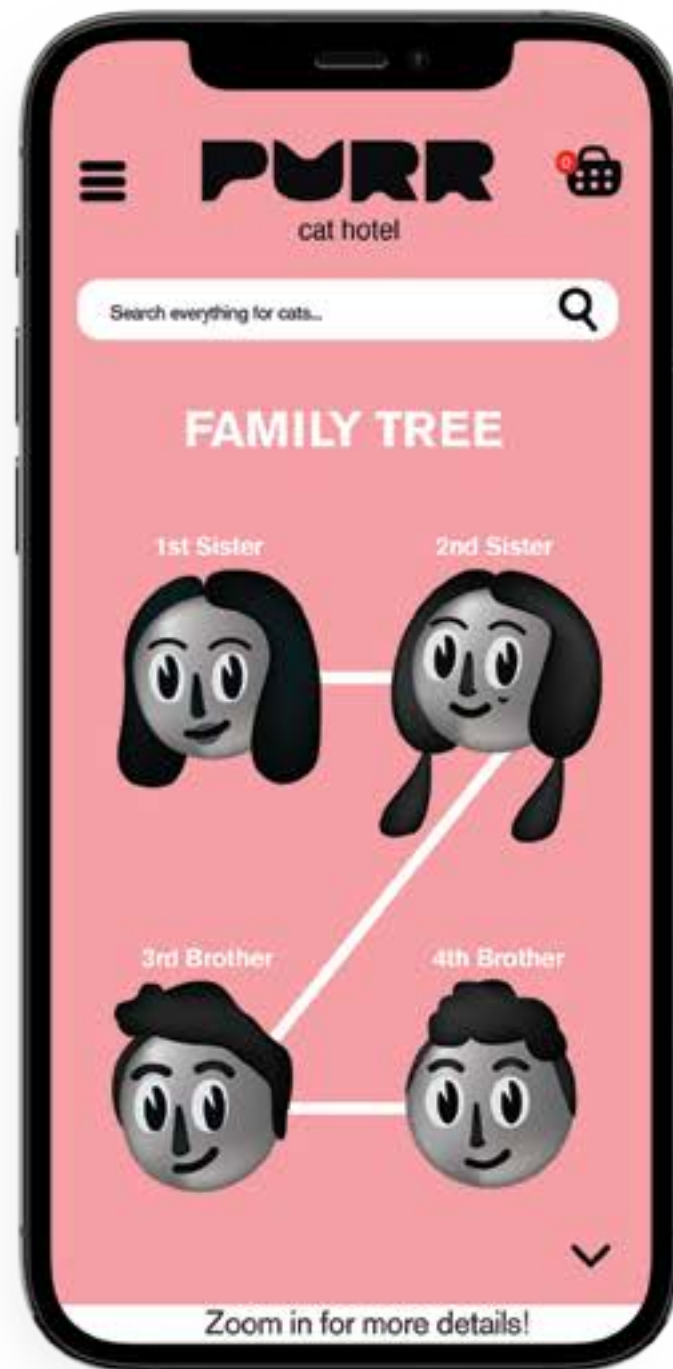 PURR
cat hotel
0
Search everything for cats...
FAMILY TREE
1st Sister
2nd Sister
3rd Brother
4th Brother
Zoom in for more details!